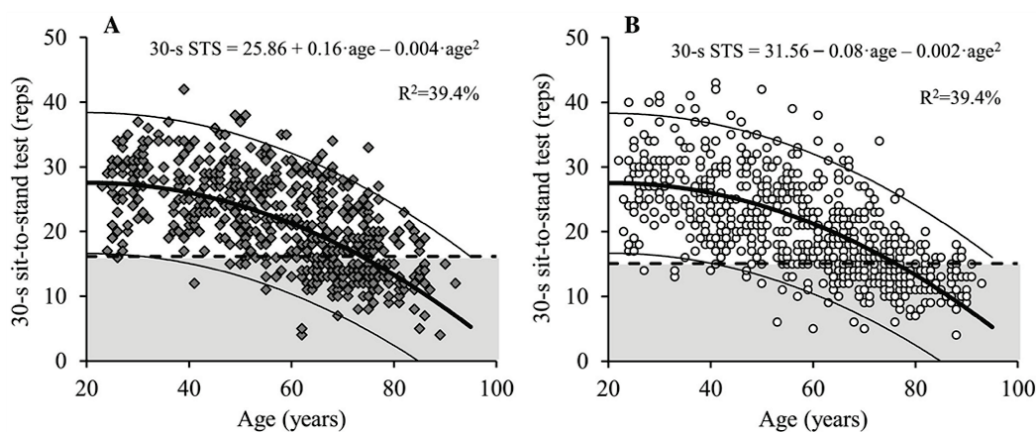 A
30-s STS = 25.86 + 0.16·age – 0.004·age²
R²=39.4%
50
40
30
20
10
0
30-s sit-to-stand test (reps)
20
40
60
80
100
Age (years)
B
30-s STS = 31.56 − 0.08·age – 0.002·age²
R²=39.4%
50
40
30
20
10
0
30-s sit-to-stand test (reps)
20
40
60
80
100
Age (years)